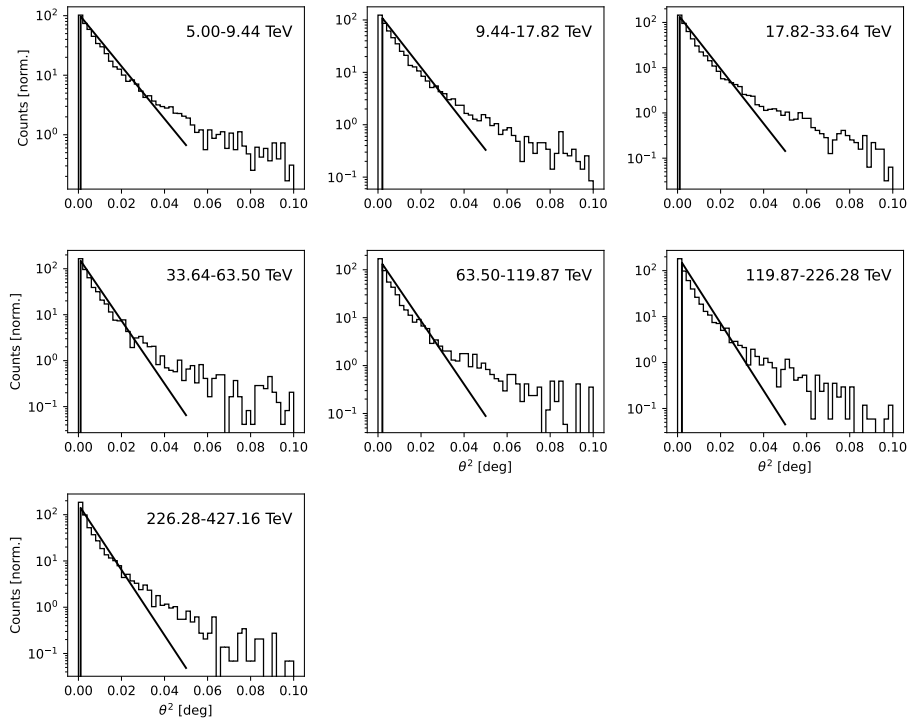 5.00-9.44 TeV
Counts [norm.]
10²
10¹
10⁰
0.00 0.02 0.04 0.06 0.08 0.10
9.44-17.82 TeV
10²
10¹
10⁰
10⁻¹
0.00 0.02 0.04 0.06 0.08 0.10
17.82-33.64 TeV
10²
10¹
10⁰
10⁻¹
0.00 0.02 0.04 0.06 0.08 0.10
33.64-63.50 TeV
Counts [norm.]
10²
10¹
10⁰
10⁻¹
0.00 0.02 0.04 0.06 0.08 0.10
63.50-119.87 TeV
10²
10¹
10⁰
10⁻¹
0.00 0.02 0.04 0.06 0.08 0.10
θ² [deg]
119.87-226.28 TeV
10²
10¹
10⁰
10⁻¹
0.00 0.02 0.04 0.06 0.08 0.10
θ² [deg]
226.28-427.16 TeV
Counts [norm.]
10²
10¹
10⁰
10⁻¹
0.00 0.02 0.04 0.06 0.08 0.10
θ² [deg]